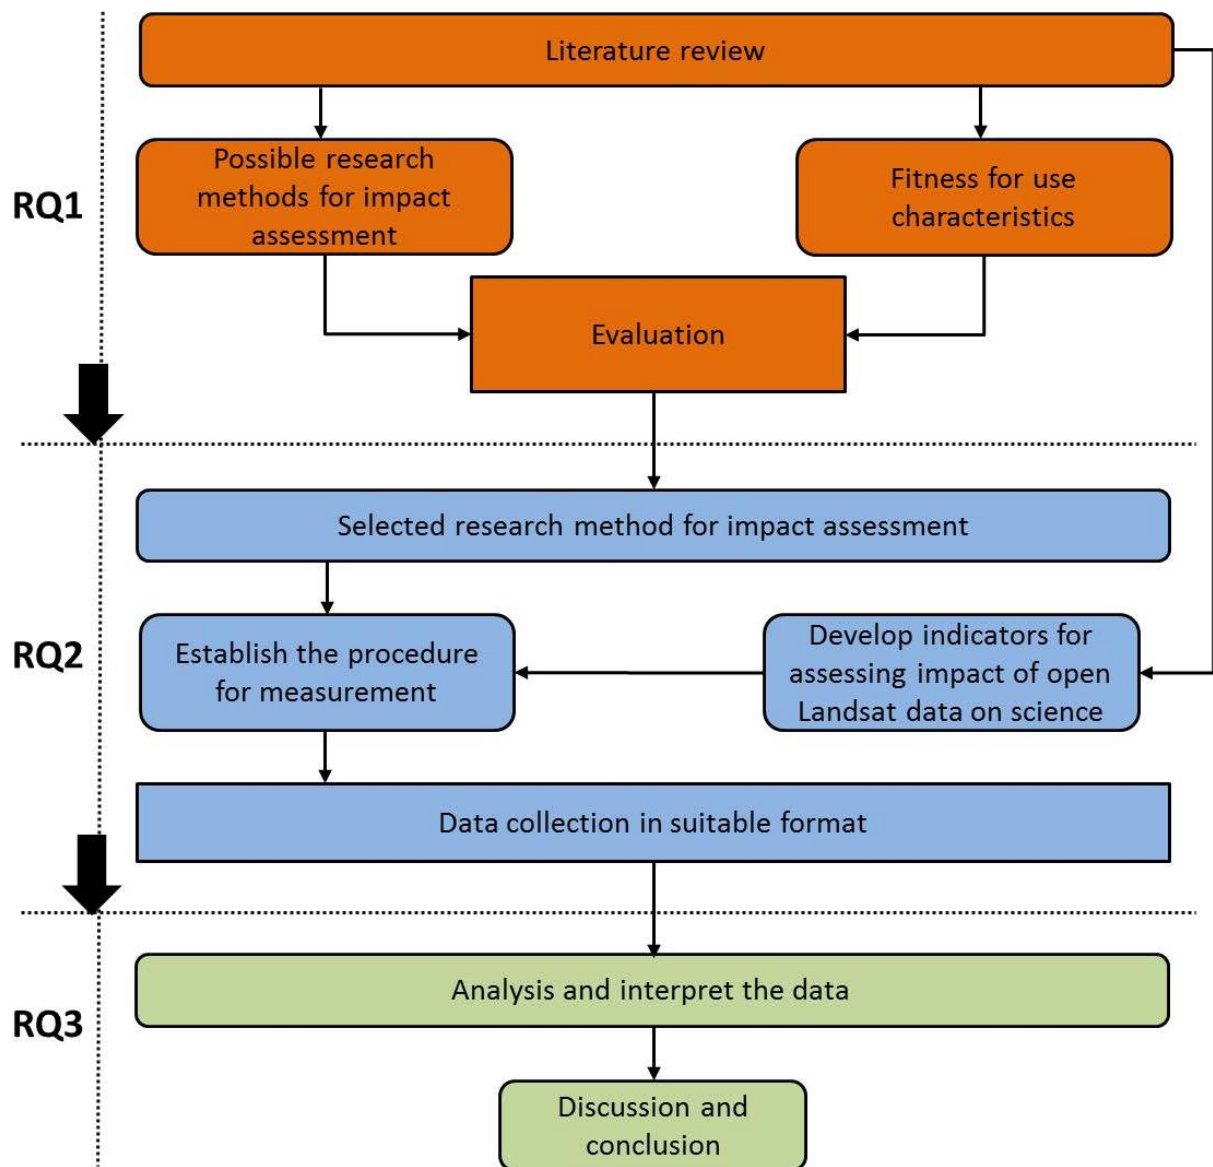 Literature review
RQ1
Possible research
methods for impact
assessment
Fitness for use
characteristics
Evaluation
Selected research method for impact assessment
RQ2
Establish the procedure
for measurement
Develop indicators for
assessing impact of open
Landsat data on science
Data collection in suitable format
RQ3
Analysis and interpret the data
Discussion and
conclusion